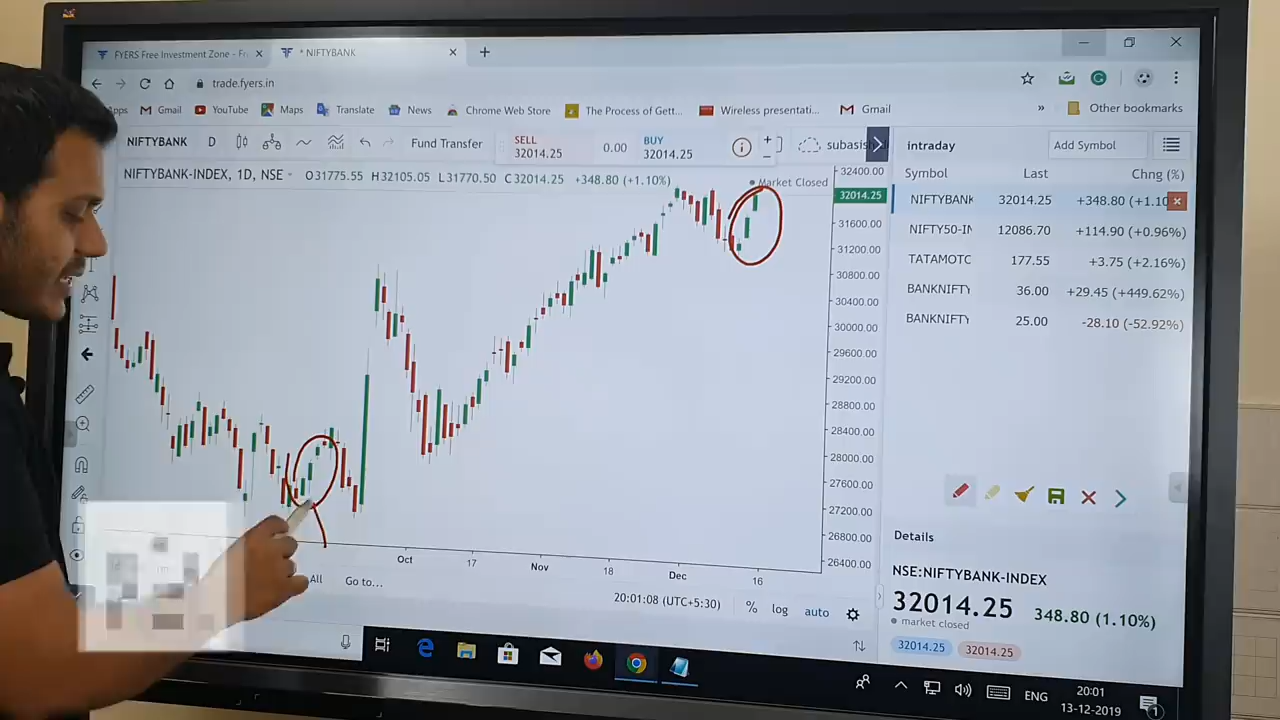 FYERS Free Investment Zone - Fr
* NIFTYBANK
trade.fyers.in
Apps
Gmail
YouTube
Maps
Translate
News
Chrome Web Store
The Process of Gett...
Wireless presentati...
Gmail
»
Other bookmarks
NIFTYBANK
D
Fund Transfer
SELL
32014.25
0.00
BUY
32014.25
NIFTYBANK-INDEX, 1D, NSE
O31775.55 H32105.05 L31770.50 C32014.25 +348.80 (+1.10%)
Market Closed
32400.00
32014.25
31600.00
31200.00
30800.00
30400.00
30000.00
29600.00
29200.00
28800.00
28400.00
28000.00
27600.00
27200.00
26800.00
26400.00
Oct
17
Nov
18
Dec
16
All
Go to...
20:01:08 (UTC+5:30)
%
log
auto
intraday
Add Symbol
Symbol
Last
Chng (%)
NIFTYBANK 32014.25 +348.80 (+1.10
NIFTY50-IN 12086.70 +114.90 (+0.96%)
TATAMOTO 177.55 +3.75 (+2.16%)
BANKNIFTY 36.00 +29.45 (+449.62%)
BANKNIFTY 25.00 -28.10 (-52.92%)
Details
NSE:NIFTYBANK-INDEX
32014.25 348.80 (1.10%)
market closed
32014.25
32014.25
ENG
20:01
13-12-2019
1